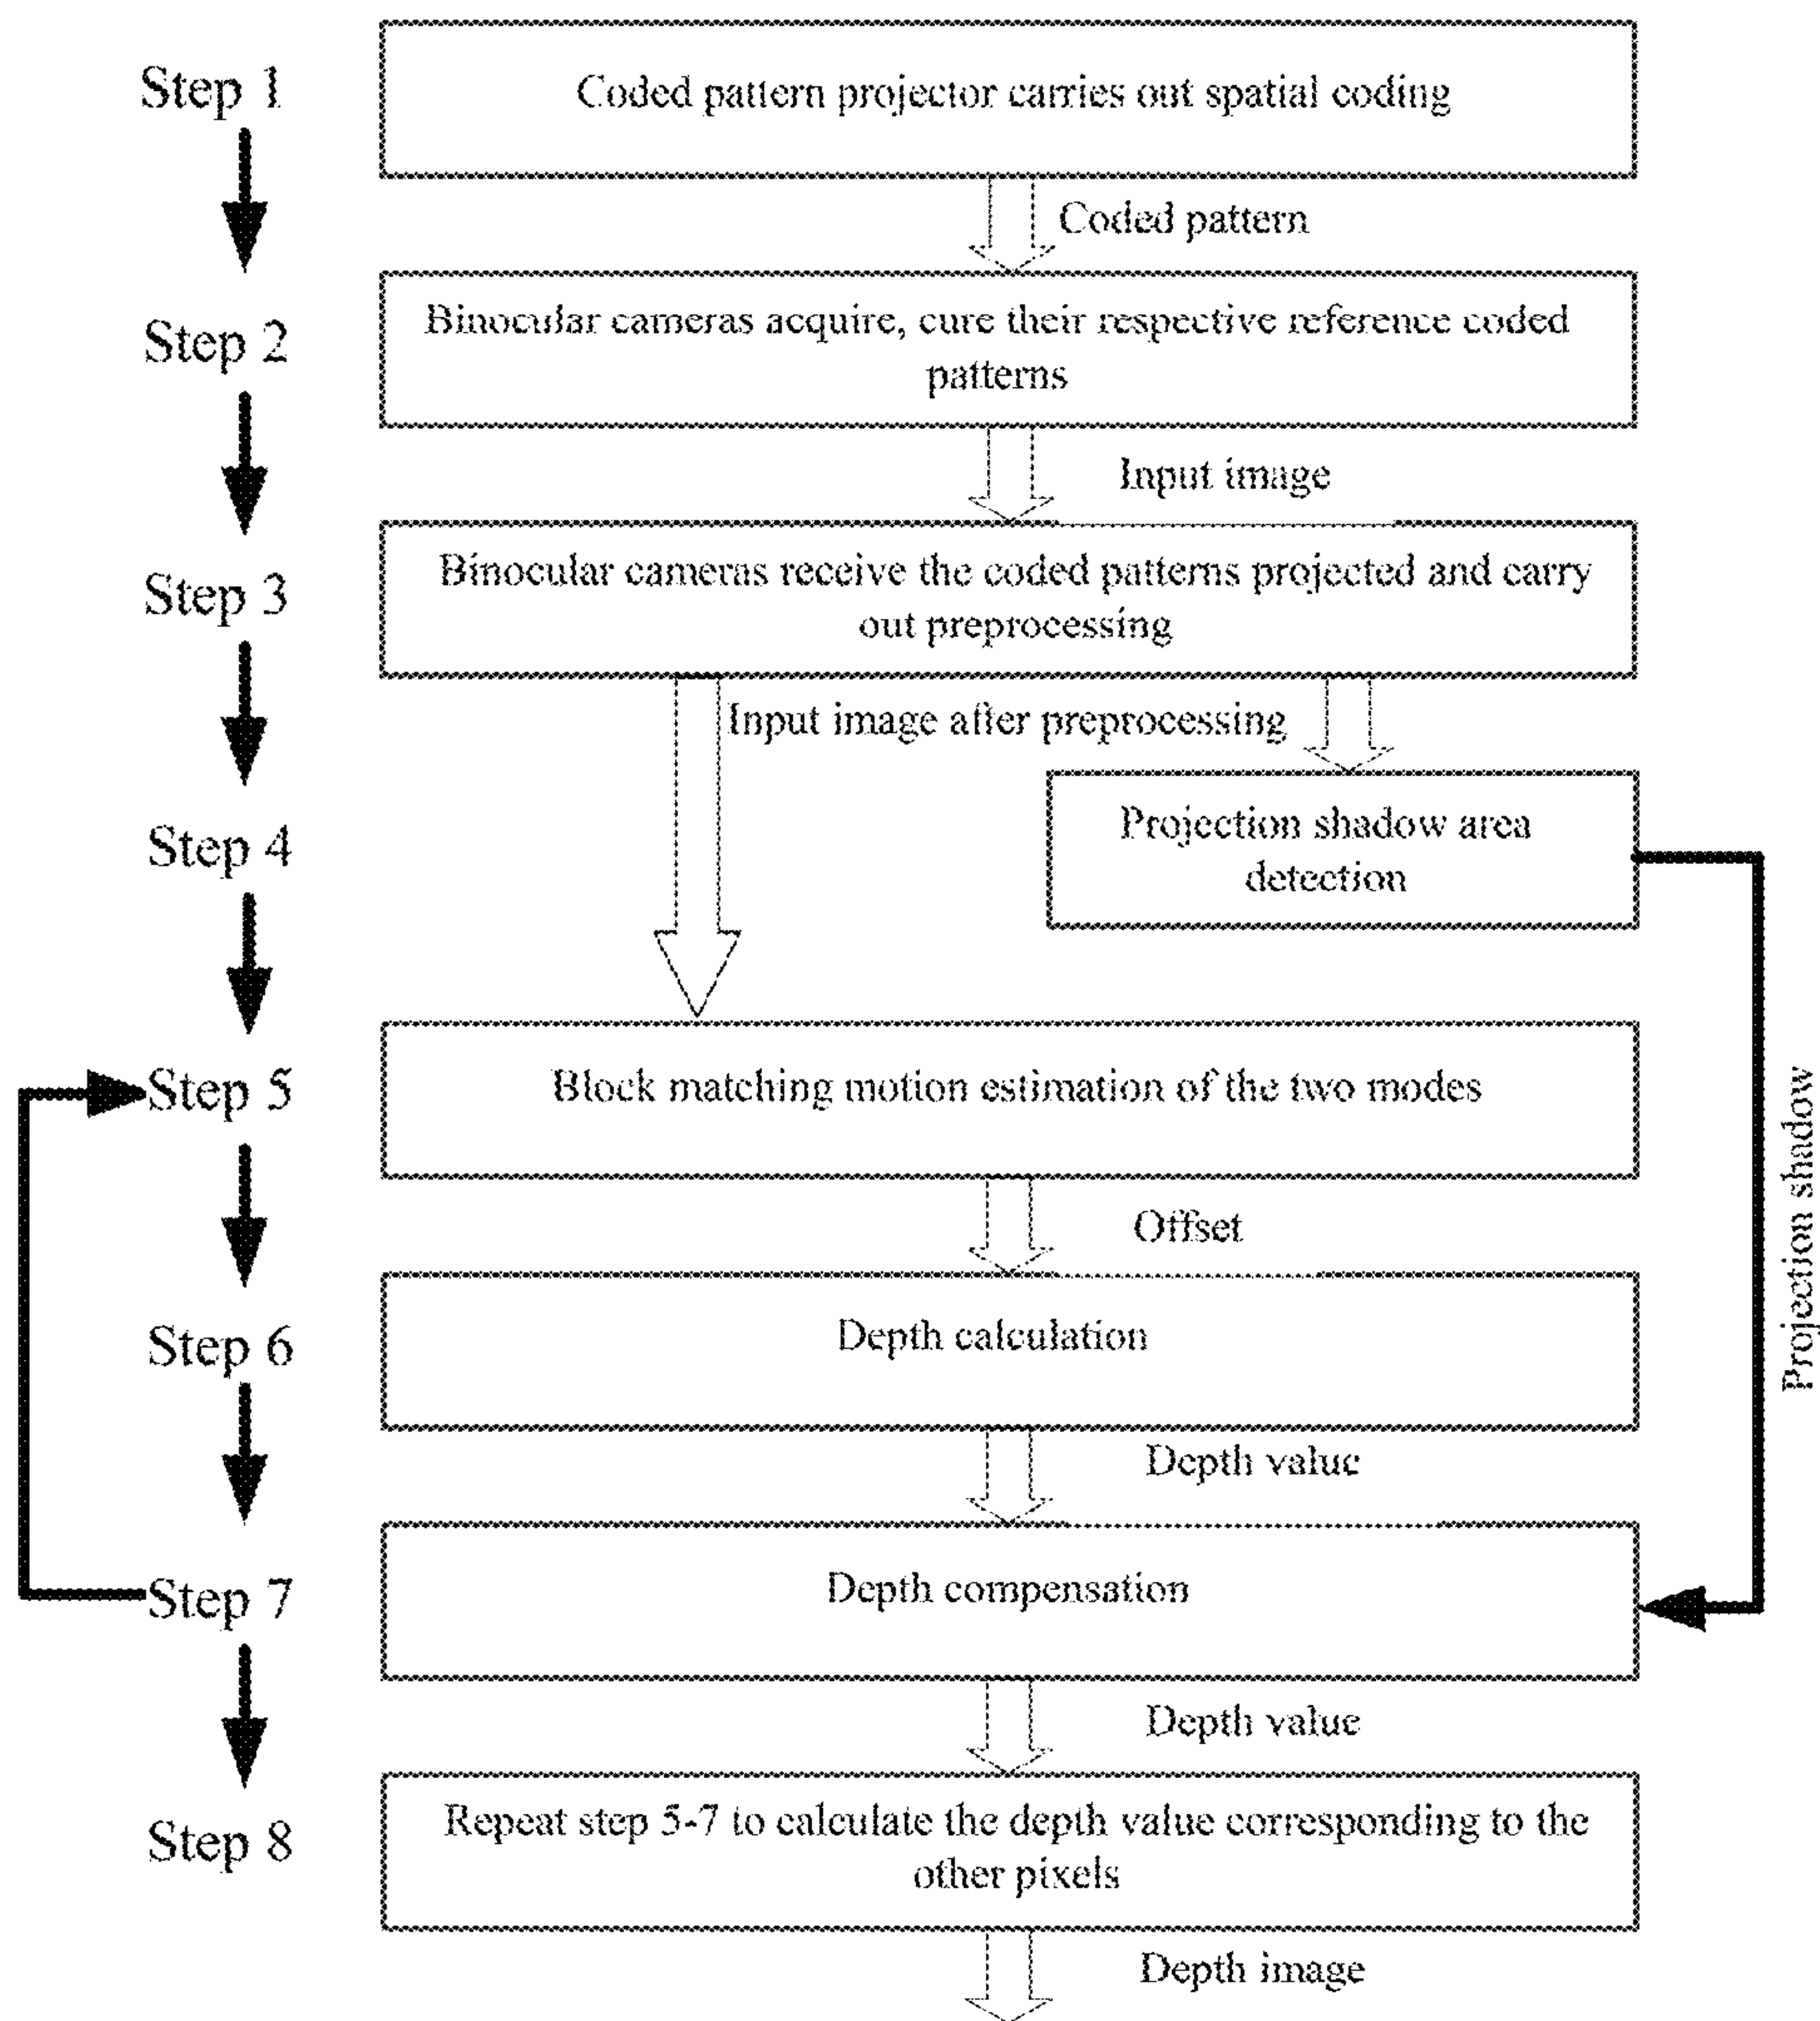 Step 1
Coded pattern projector carries out spatial coding
Coded pattern
Step 2
Binocular cameras acquire, cure their respective reference coded
patterns
Input image
Step 3
Binocular cameras receive the coded patterns projected and carry
out preprocessing
Input image after preprocessing
Step 4
Projection shadow area
detection
Step 5
Block matching motion estimation of the two modes
Projection shadow
Offset
Step 6
Depth calculation
Depth value
Step 7
Depth compensation
Depth value
Step 8
Repeat step 5-7 to calculate the depth value corresponding to the
other pixels
Depth image